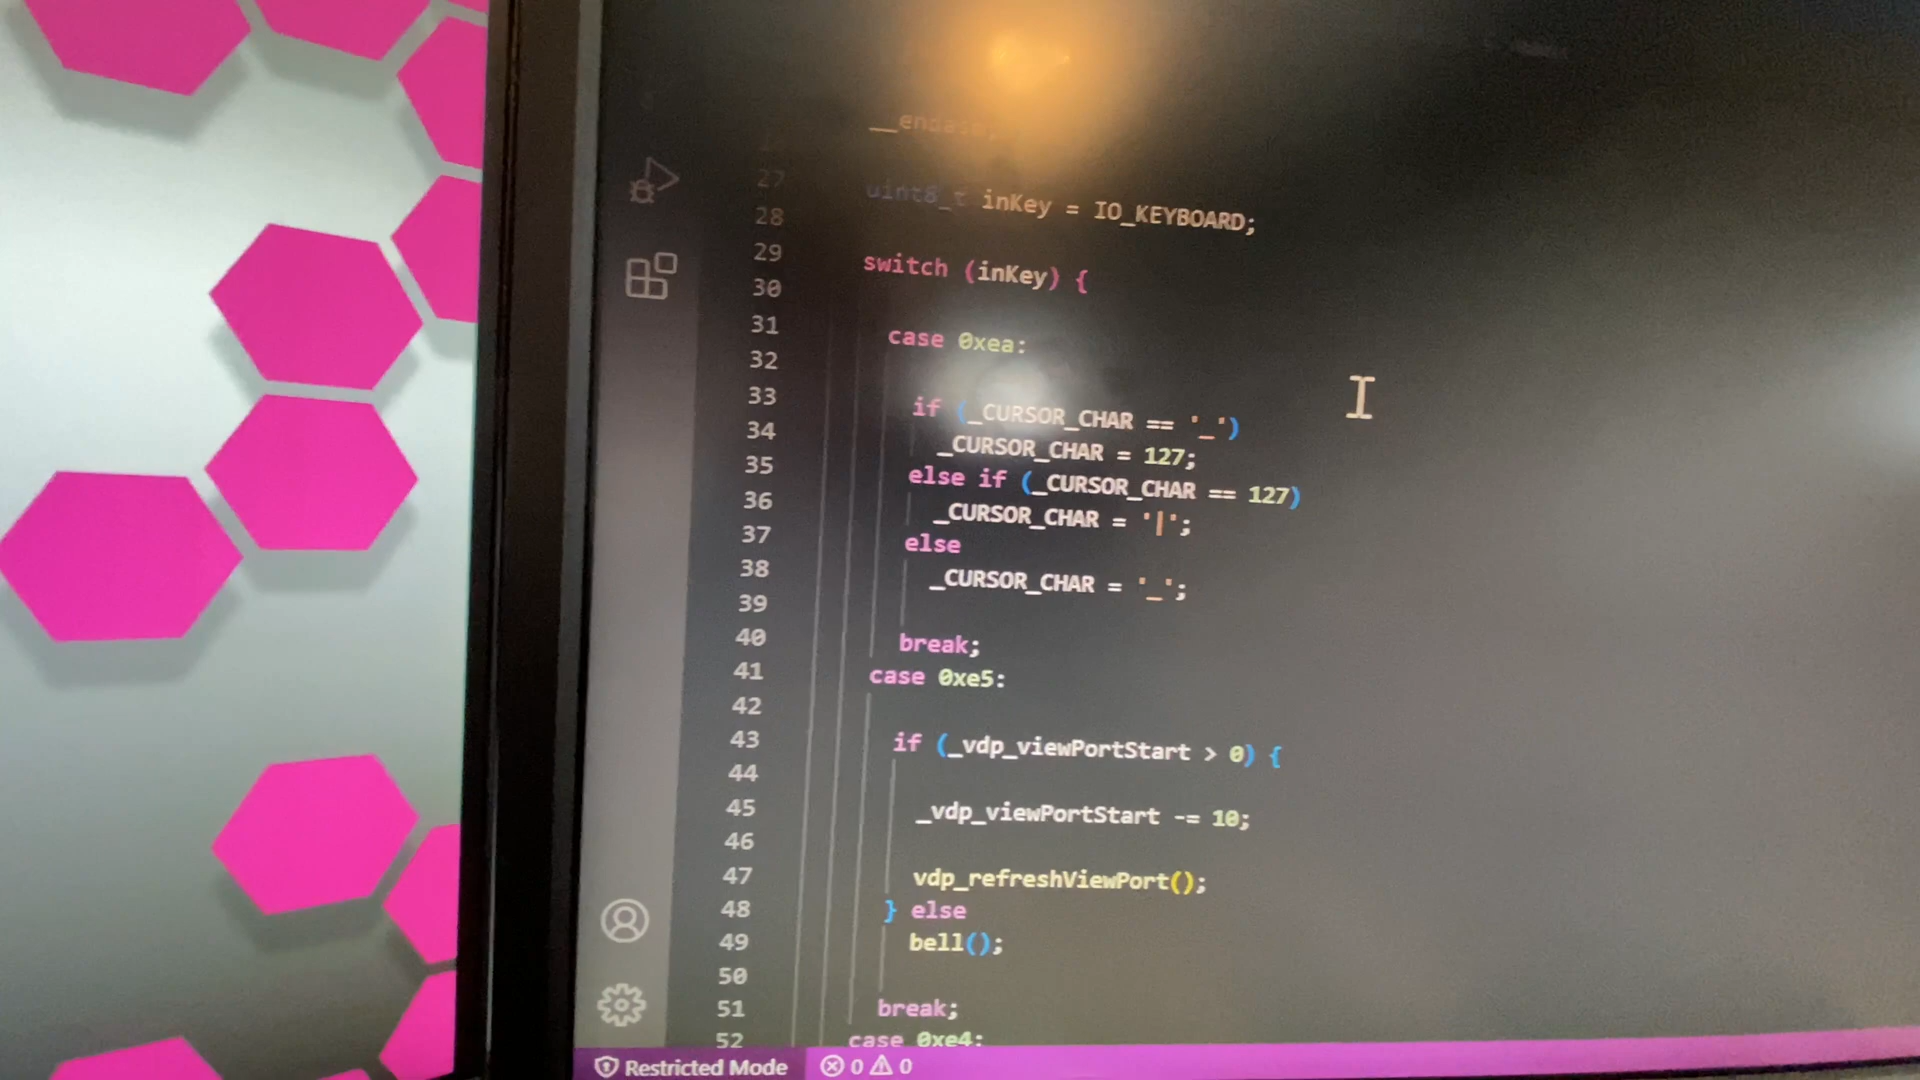 __endasm;
27
28 uint8_t inKey = IO_KEYBOARD;
29
30 switch (inKey) {
31
32 case 0xea:
33
34 if (_CURSOR_CHAR == '_')
35 _CURSOR_CHAR = 127;
36 else if (_CURSOR_CHAR == 127)
37 _CURSOR_CHAR = '|';
38 else
39 _CURSOR_CHAR = '_';
40
41 break;
42 case 0xe5:
43
44 if (_vdp_viewPortStart > 0) {
45
46 _vdp_viewPortStart -= 10;
47
48 vdp_refreshViewPort();
49 } else
50 bell();
51
52 break;
case 0xe4:
Restricted Mode 0 0